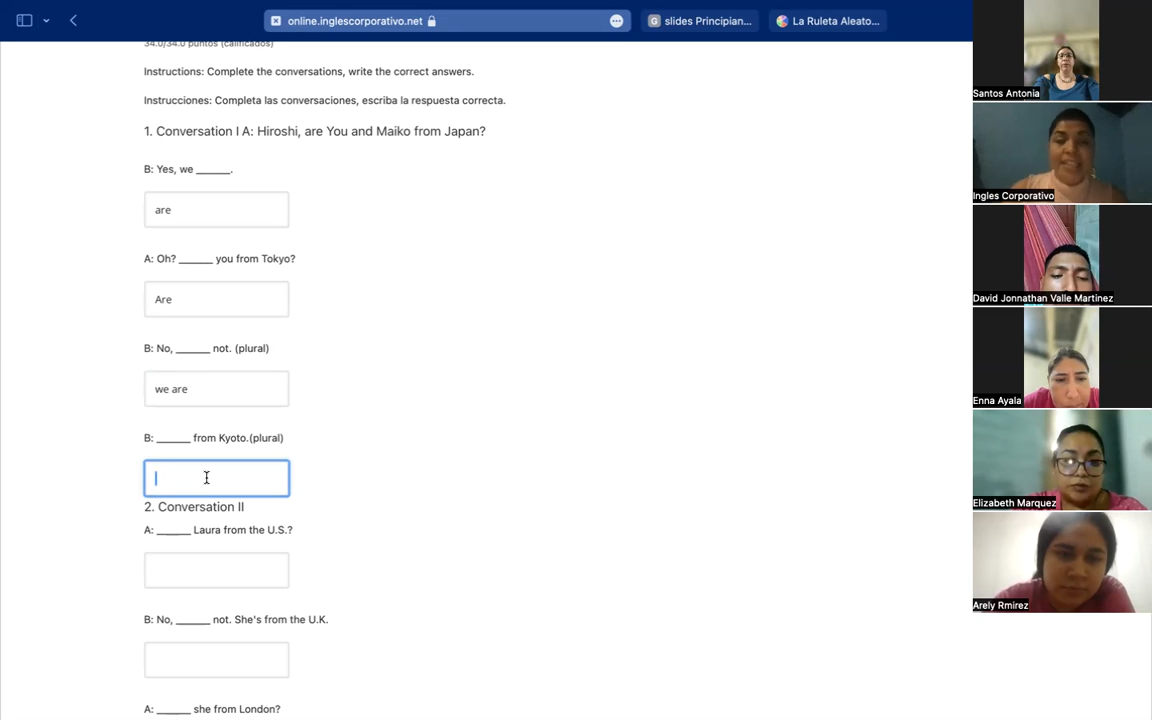 online.inglescorporativo.net
slides Principian...
La Ruleta Aleato...
34.0/34.0 puntos (calificados)
Instructions: Complete the conversations, write the correct answers.
Instrucciones: Completa las conversaciones, escriba la respuesta correcta.
1. Conversation I A: Hiroshi, are You and Maiko from Japan?
B: Yes, we ______.
are
A: Oh? ______ you from Tokyo?
Are
B: No, ______ not. (plural)
we are
B: ______ from Kyoto.(plural)
2. Conversation II
A: ______ Laura from the U.S.?
B: No, ______ not. She's from the U.K.
A: ______ she from London?
Santos Antonia
Ingles Corporativo
David Jonnathan Valle Martinez
Enna Ayala
Elizabeth Marquez
Arely Rmirez